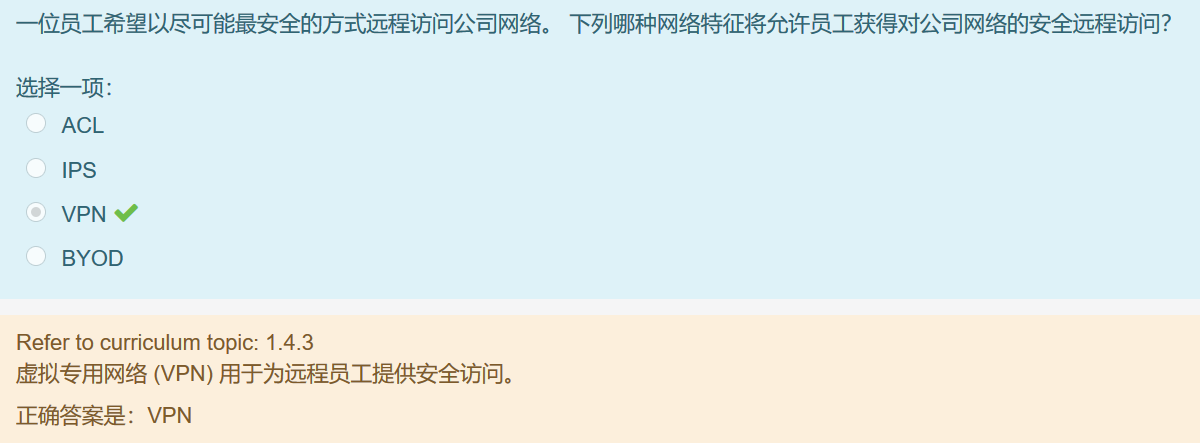 一位员工希望以尽可能最安全的方式远程访问公司网络。 下列哪种网络特征将允许员工获得对公司网络的安全远程访问？
选择一项：
ACL
IPS
VPN
BYOD
Refer to curriculum topic: 1.4.3
虚拟专用网络 (VPN) 用于为远程员工提供安全访问。
正确答案是：VPN